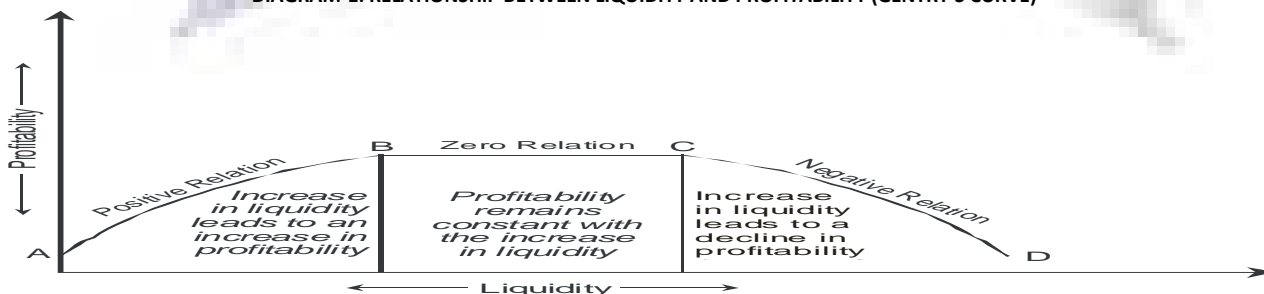 DIAGRAM 2: RELATIONSHIP BETWEEN LIQUIDITY AND PROFITABILITY (GENTRY'S CURVE)
Profitability
Positive Relation
B
Zero Relation
C
Negative Relation
Increase
in liquidity
leads to an
increase in
profitability
Profitability
remains
constant with
the increase
in liquidity
Increase
in liquidity
leads to a
decline in
profitability
A
D
Liquidity